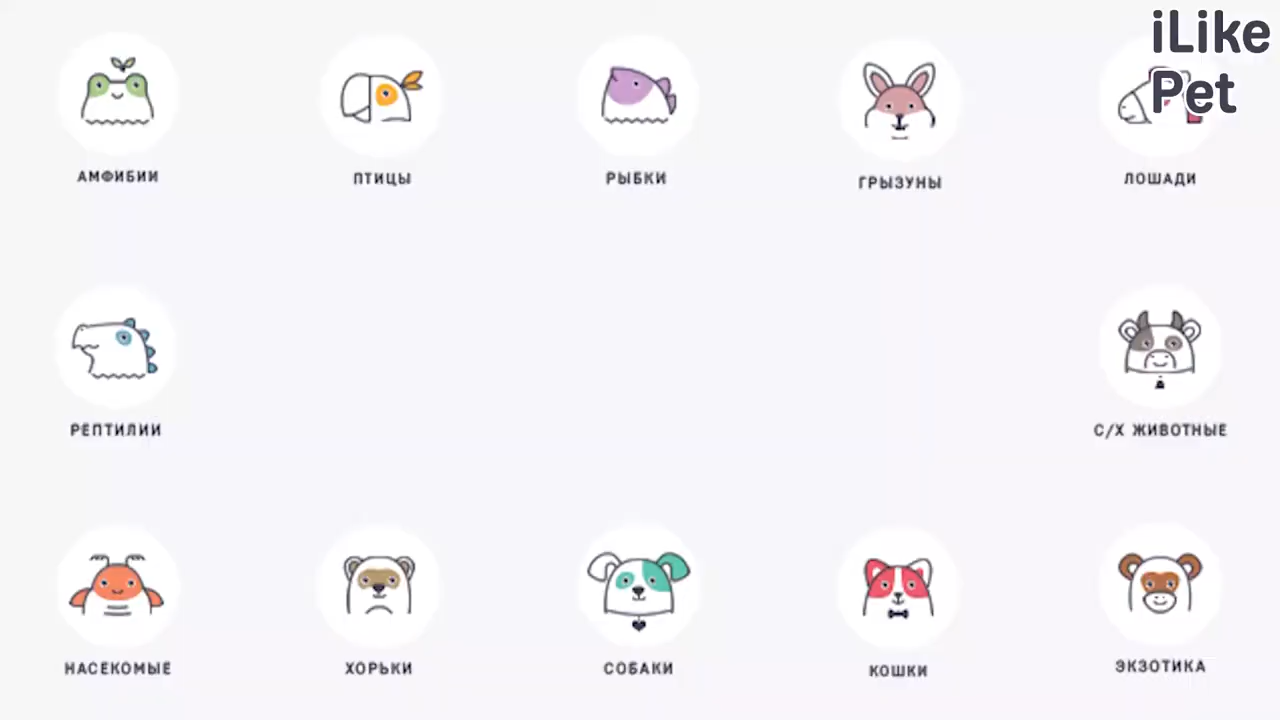 iLike
Pet
АМФИБИИ
ПТИЦЫ
РЫБКИ
ГРЫЗУНЫ
ЛОШАДИ
РЕПТИЛИИ
С/Х ЖИВОТНЫЕ
НАСЕКОМЫЕ
ХОРЬКИ
СОБАКИ
КОШКИ
ЭКЗОТИКА